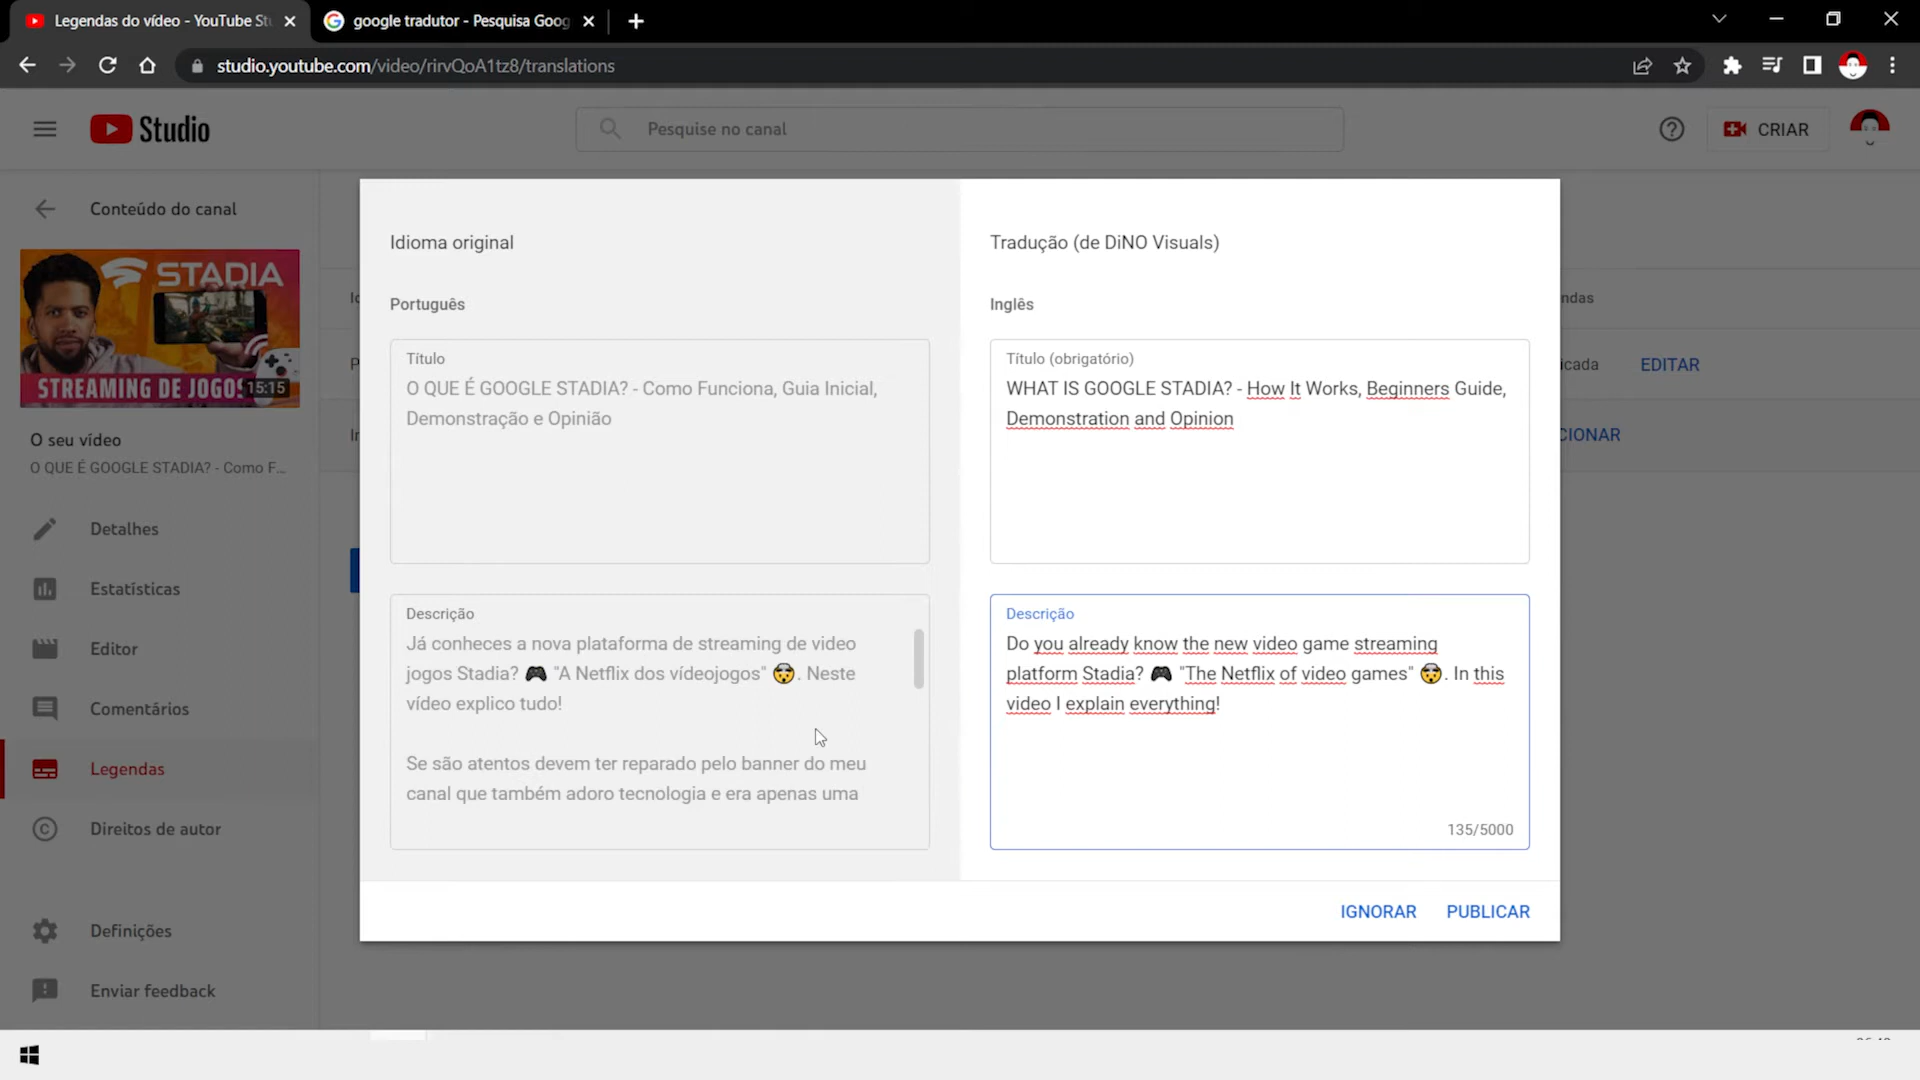 Legendas do vídeo - YouTube St
google tradutor - Pesquisa Goog
studio.youtube.com/video/rirvQoA1tz8/translations
Studio
Pesquise no canal
CRIAR
Conteúdo do canal
STADIA
STREAMING DE JOGOS
15:15
O seu vídeo
O QUE É GOOGLE STADIA? - Como F...
Detalhes
Estatísticas
Editor
Comentários
Legendas
Direitos de autor
Definições
Enviar feedback
Idioma original
Português
Título
O QUE É GOOGLE STADIA? - Como Funciona, Guia Inicial,
Demonstração e Opinião
Descrição
Já conheces a nova plataforma de streaming de video
jogos Stadia? 🎮 "A Netflix dos vídeojogos" 🤯. Neste
vídeo explico tudo!
Se são atentos devem ter reparado pelo banner do meu
canal que também adoro tecnologia e era apenas uma
Tradução (de DiNO Visuals)
Inglês
Título (obrigatório)
WHAT IS GOOGLE STADIA? - How It Works, Beginners Guide,
Demonstration and Opinion
Descrição
Do you already know the new video game streaming
platform Stadia? 🎮 "The Netflix of video games" 🤯. In this
video I explain everything!
135/5000
IGNORAR PUBLICAR
ndas
icada EDITAR
CIONAR